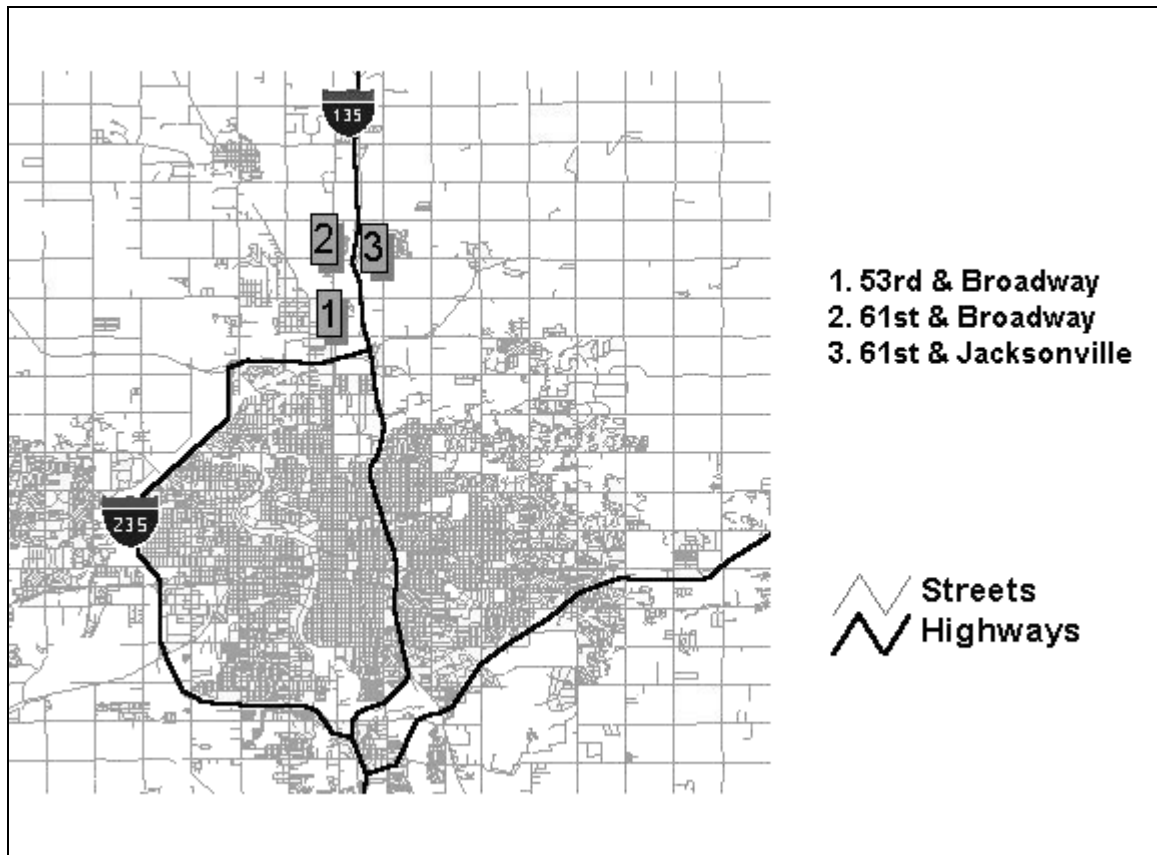 135
2
3
1
235
1. 53rd & Broadway
2. 61st & Broadway
3. 61st & Jacksonville
Streets
Highways